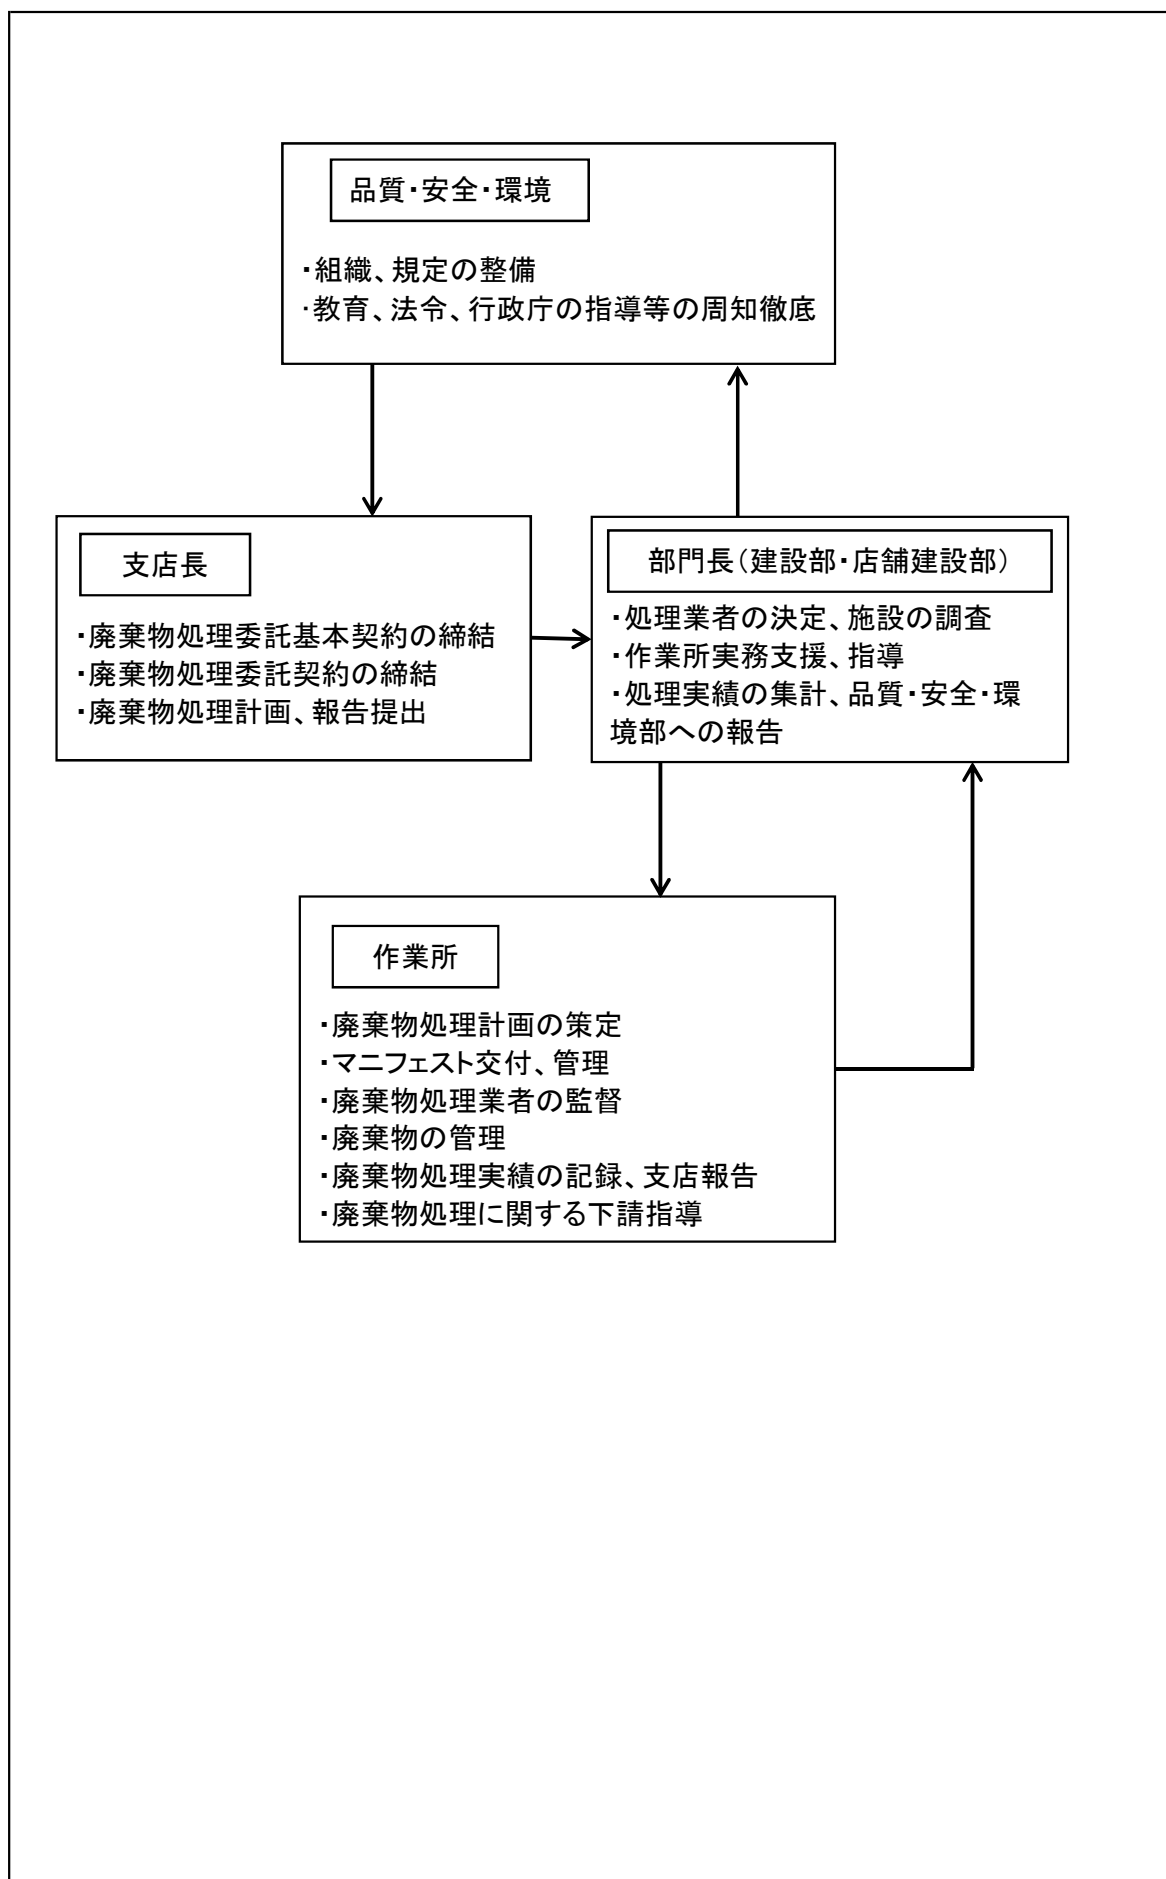 品質・安全・環境
・組織、規定の整備
・教育、法令、行政庁の指導等の周知徹底
支店長
・廃棄物処理委託基本契約の締結
・廃棄物処理委託契約の締結
・廃棄物処理計画、報告提出
部門長(建設部・店舗建設部)
・処理業者の決定、施設の調査
・作業所実務支援、指導
・処理実績の集計、品質・安全・環
境部への報告
作業所
・廃棄物処理計画の策定
・マニフェスト交付、管理
・廃棄物処理業者の監督
・廃棄物の管理
・廃棄物処理実績の記録、支店報告
・廃棄物処理に関する下請指導